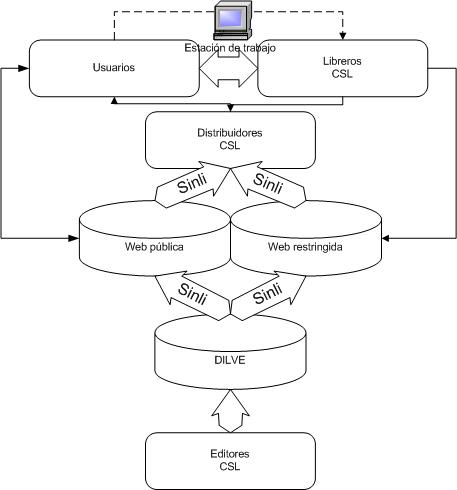 Estación de trabajo
Usuarios
Libreros
CSL
Distribuidores
CSL
Sinli
Sinli
Web pública
Web restringida
Sinli
Sinli
DILVE
Editores
CSL